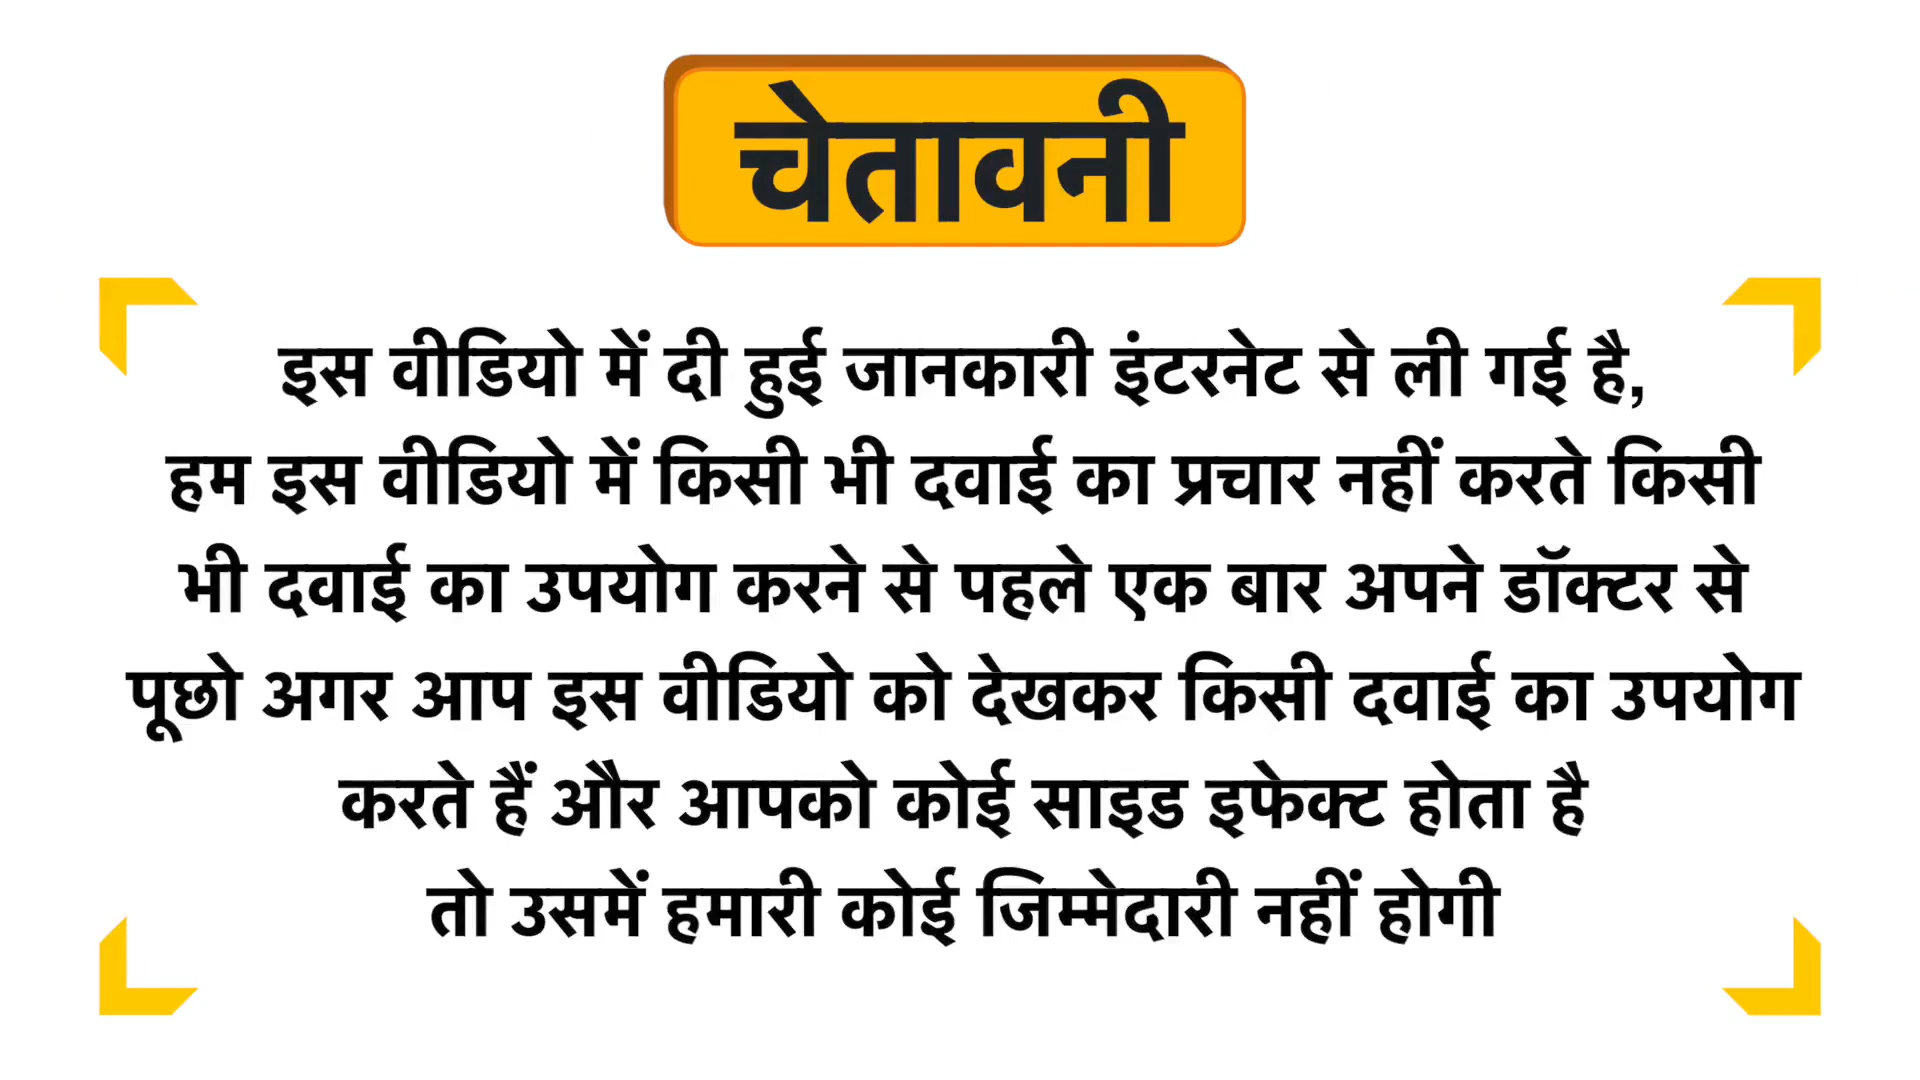 चेतावनी
इस वीडियो में दी हुई जानकारी इंटरनेट से ली गई है,
हम इस वीडियो में किसी भी दवाई का प्रचार नहीं करते किसी
भी दवाई का उपयोग करने से पहले एक बार अपने डॉक्टर से
पूछो अगर आप इस वीडियो को देखकर किसी दवाई का उपयोग
करते हैं और आपको कोई साइड इफेक्ट होता है
तो उसमें हमारी कोई जिम्मेदारी नहीं होगी